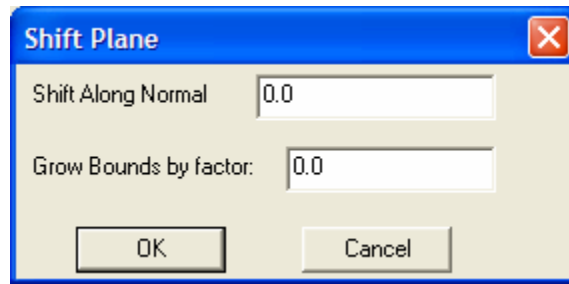 Shift Plane
Shift Along Normal 0.0
Grow Bounds by factor: 0.0
OK Cancel